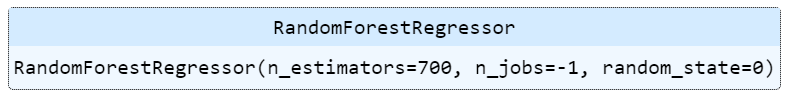 RandomForestRegressor
RandomForestRegressor(n_estimators=700, n_jobs=-1, random_state=0)